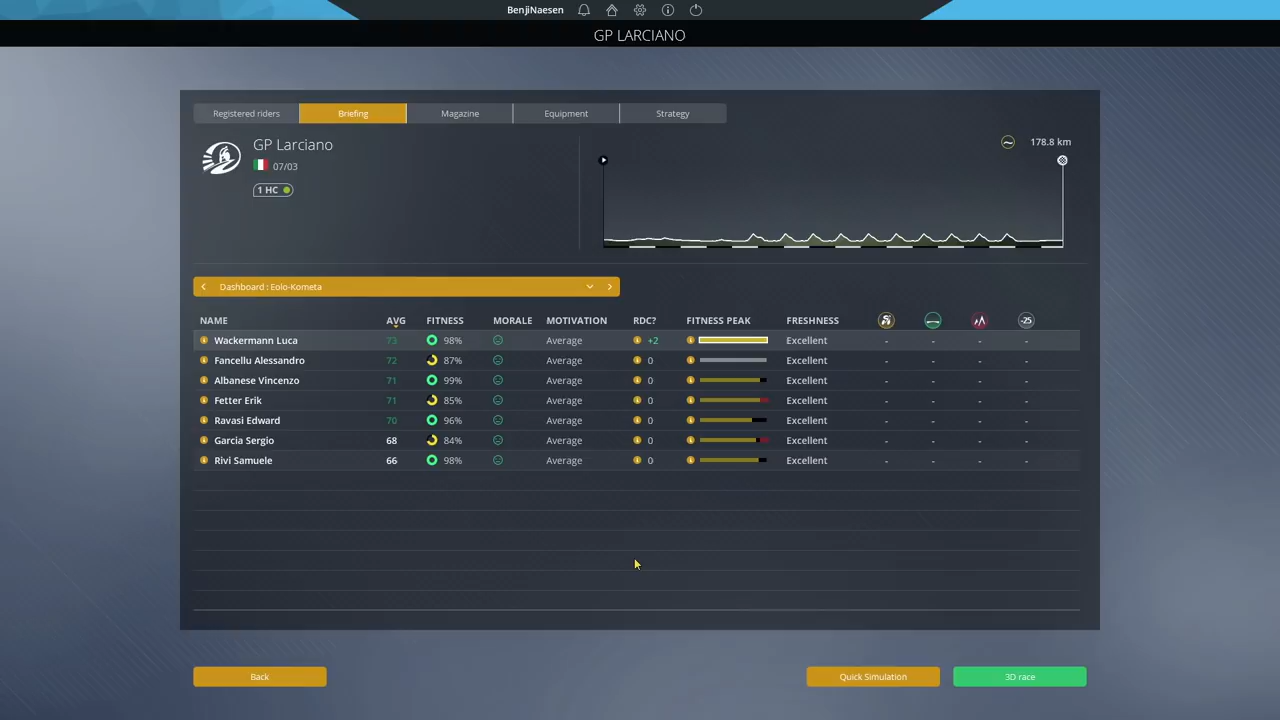 BenjiNaesen
GP LARCIANO
Registered riders Briefing Magazine Equipment Strategy
GP Larciano
07/03
1 HC
178.8 km
Dashboard : Eolo-Kometa
NAME AVG FITNESS MORALE MOTIVATION RDC? FITNESS PEAK FRESHNESS -25
Wackermann Luca 73 98% Average +2 Excellent - - - -
Fancellu Alessandro 72 87% Average 0 Excellent - - - -
Albanese Vincenzo 71 99% Average 0 Excellent - - - -
Fetter Erik 71 85% Average 0 Excellent - - - -
Ravasi Edward 70 96% Average 0 Excellent - - - -
Garcia Sergio 68 84% Average 0 Excellent - - - -
Rivi Samuele 66 98% Average 0 Excellent - - - -
Back Quick Simulation 3D race